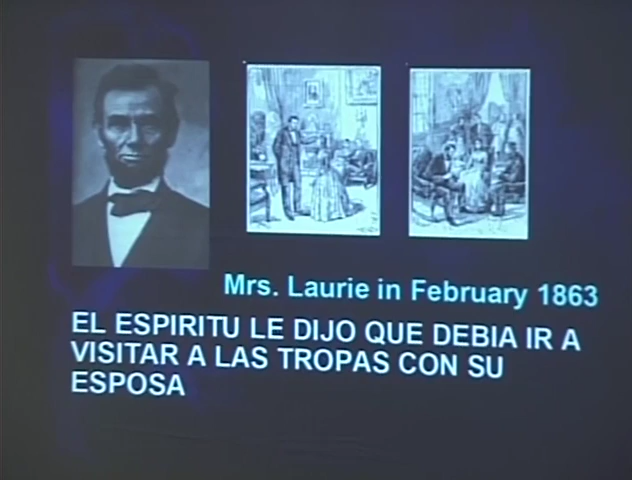 Mrs. Laurie in February 1863
EL ESPIRITU LE DIJO QUE DEBIA IR A
VISITAR A LAS TROPAS CON SU
ESPOSA